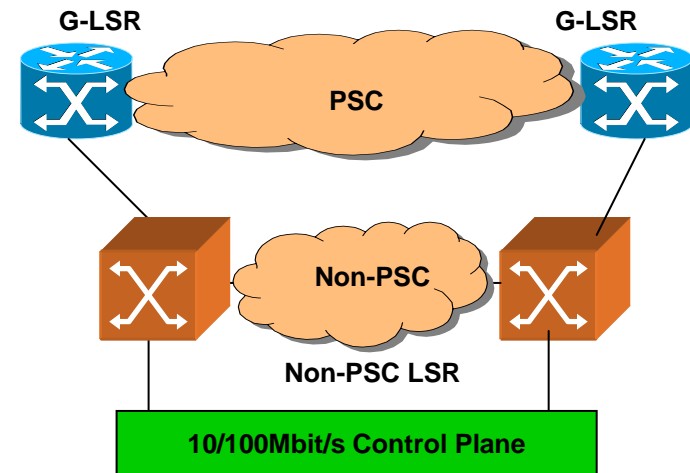 G-LSR
G-LSR
PSC
Non-PSC
Non-PSC LSR
10/100Mbit/s Control Plane